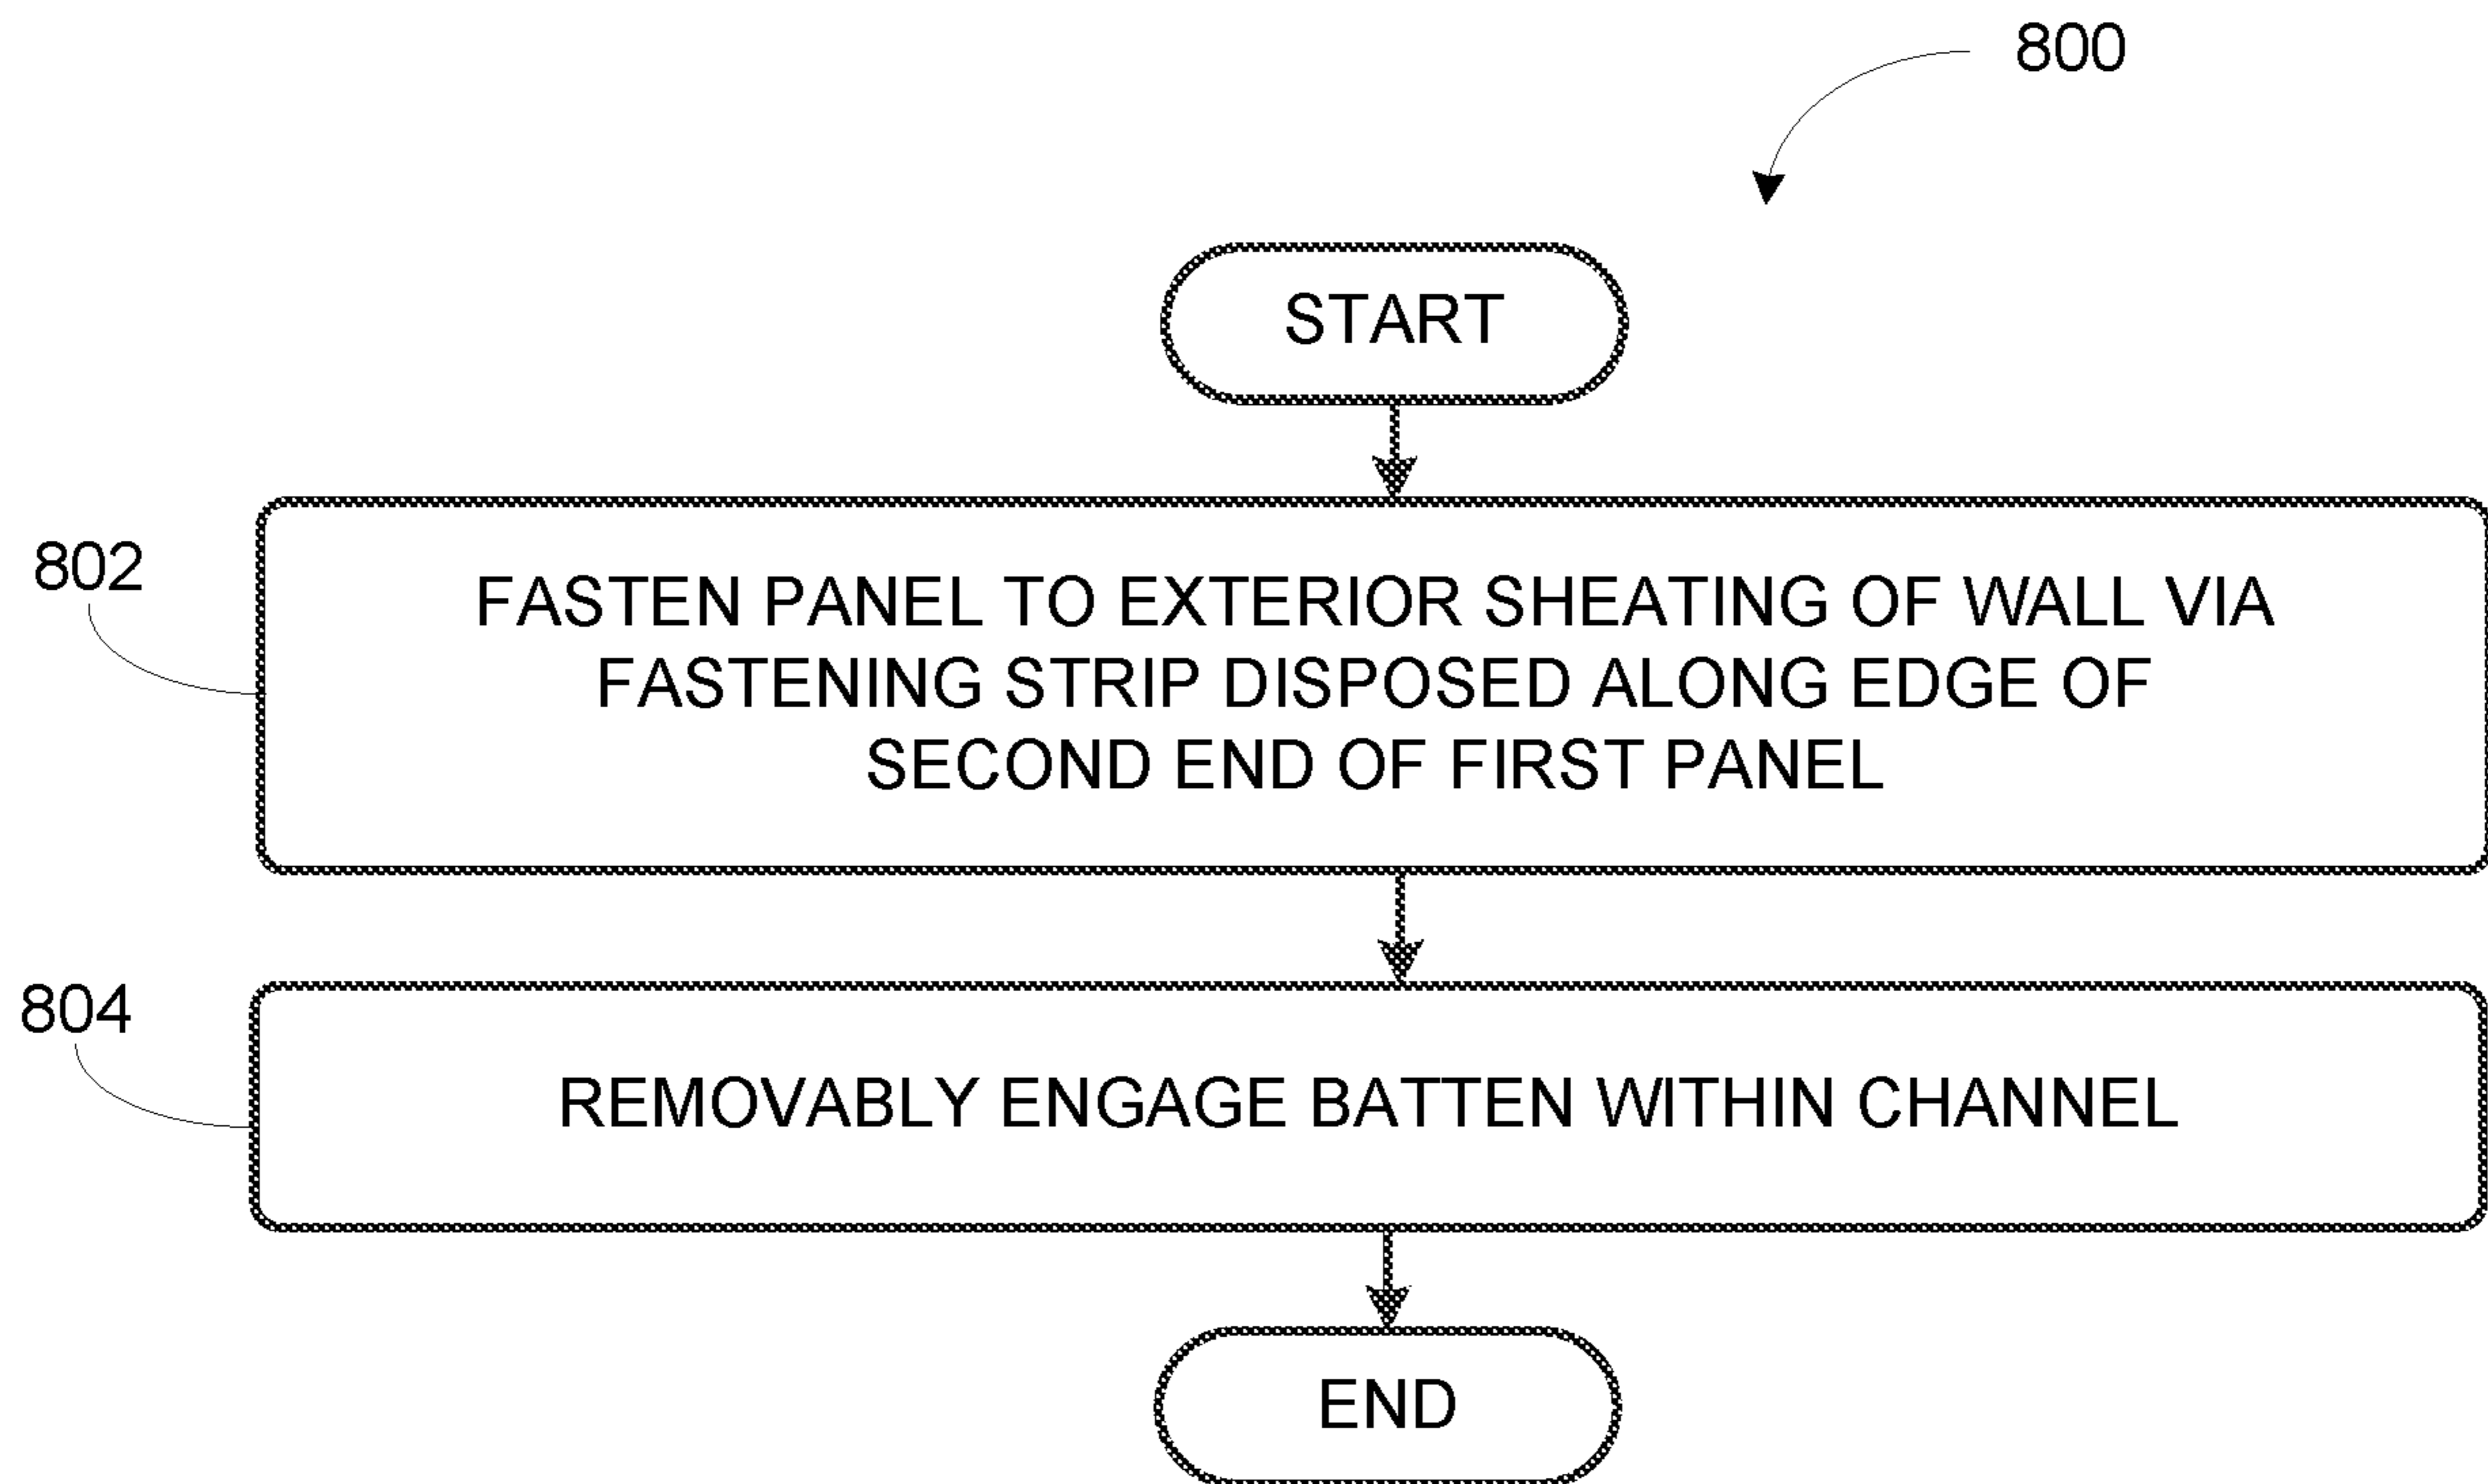 800
START
802
FASTEN PANEL TO EXTERIOR SHEATING OF WALL VIA
FASTENING STRIP DISPOSED ALONG EDGE OF
SECOND END OF FIRST PANEL
804
REMOVABLY ENGAGE BATTEN WITHIN CHANNEL
END